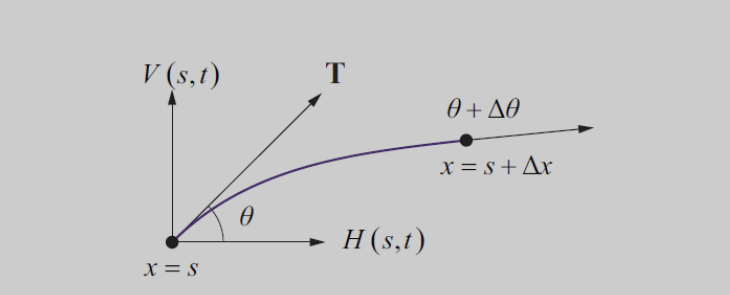 V(s,t)
T
θ + Δθ
x = s + Δx
θ
H(s,t)
x = s